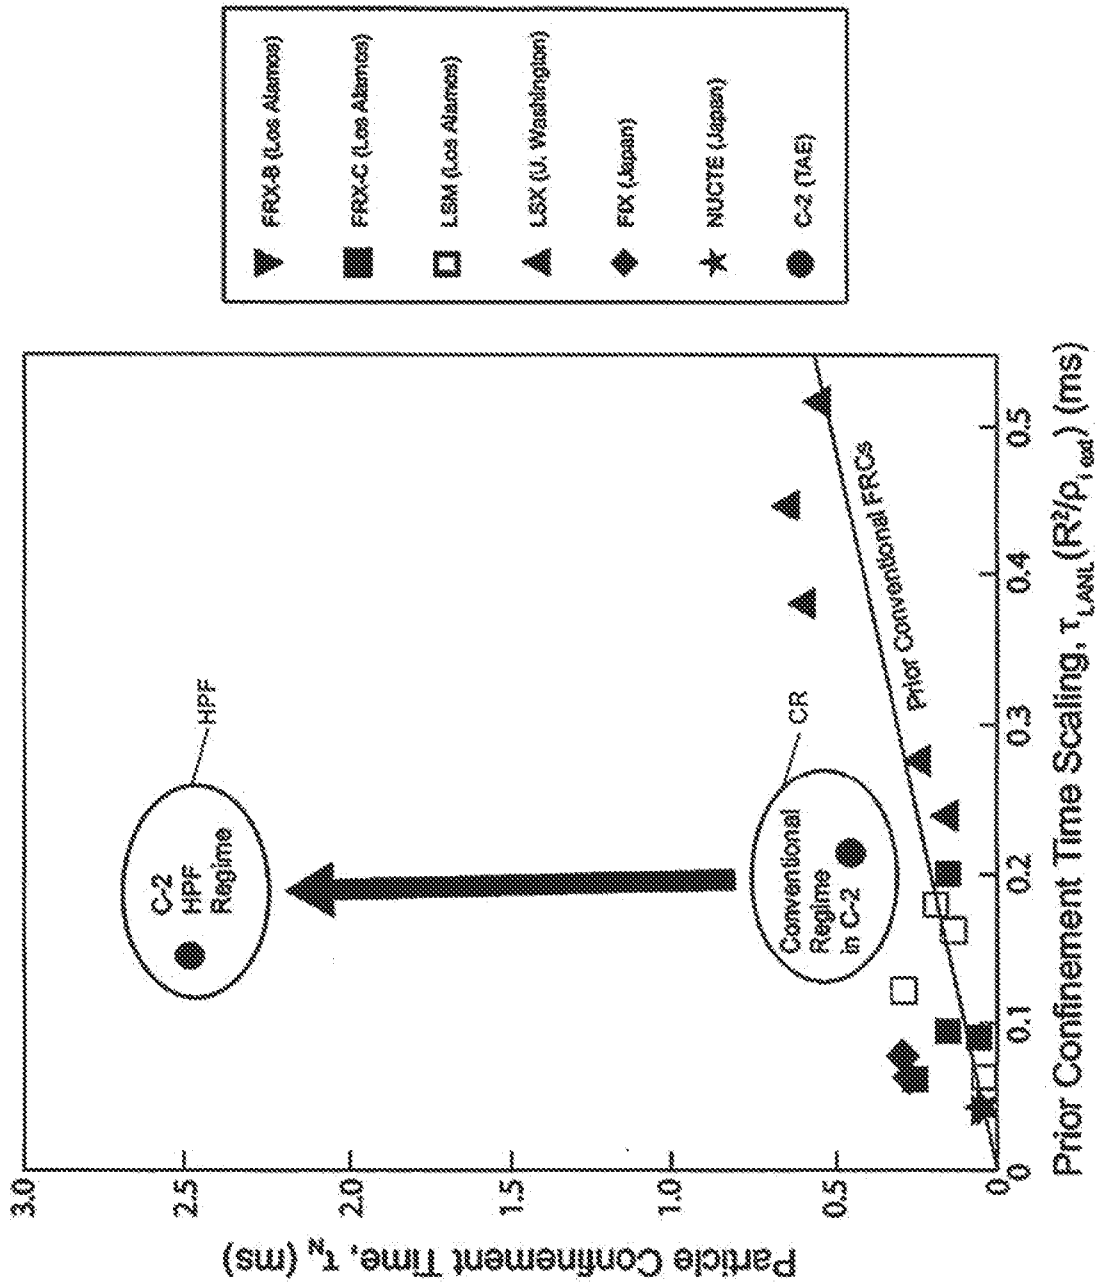 3.0
2.5
2.0
1.5
1.0
0.5
0
Particle Confinement Time, τN (ms)
C-2
HPF
Regime
HPF
Conventional
Regime
in C-2
CR
Prior Conventional FRCs
0
0.1
0.2
0.3
0.4
0.5
Prior Confinement Time Scaling, τLANL (R²/ρi ext) (ms)
FRX-B (Los Alamos)
FRX-C (Los Alamos)
LSM (Los Alamos)
LSX (U. Washington)
FIX (Japan)
NUCTE (Japan)
C-2 (TAE)